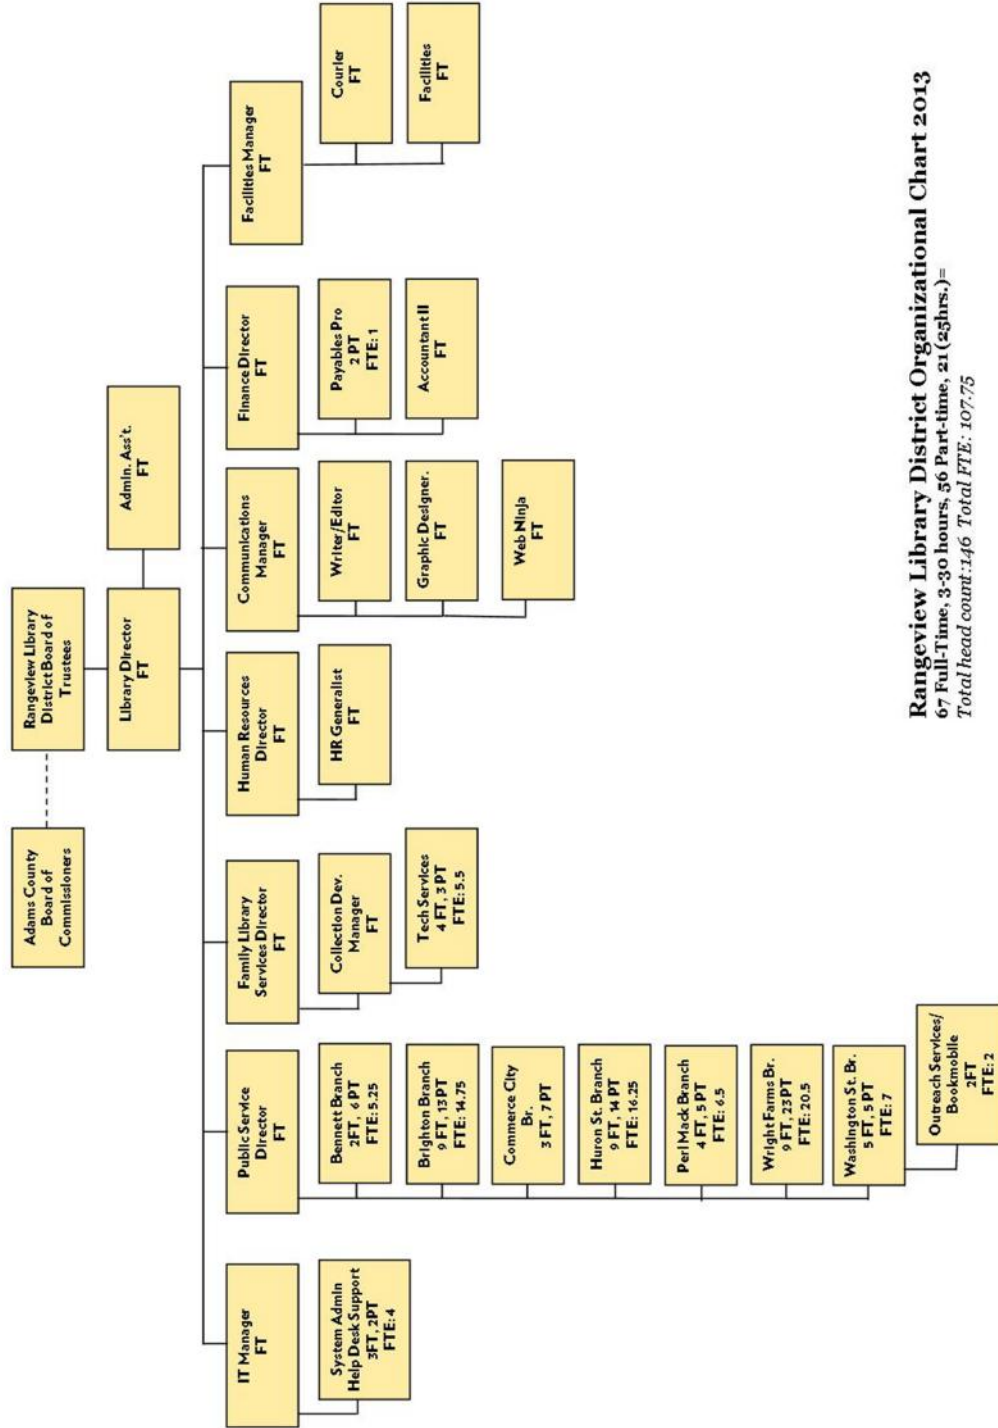 Adams County
Board of
Commissioners
Rangeview Library
District Board of
Trustees
Library Director
FT
Admin. Ass't.
FT
IT Manager
FT
System Admin
Help Desk Support
3FT, 2PT
FTE: 4
Public Service
Director
FT
Bennett Branch
2FT, 6 PT
FTE: 5.25
Brighton Branch
9 FT, 13 PT
FTE: 14.75
Commerce City
Br.
3 FT, 7 PT
Huron St. Branch
9 FT, 14 PT
FTE: 16.25
Perl Mack Branch
4 FT, 5 PT
FTE: 6.5
Wright Farms Br.
9 FT, 23 PT
FTE: 20.5
Washington St. Br.
5 FT, 5 PT
FTE: 7
Outreach Services/
Bookmobile
2FT
FTE: 2
Family Library
Services Director
FT
Collection Dev.
Manager
FT
Tech Services
4 FT, 3 PT
FTE: 5.5
Human Resources
Director
FT
HR Generalist
FT
Communications
Manager
FT
Writer/Editor
FT
Graphic Designer.
FT
Web Ninja
FT
Finance Director
FT
Payables Pro
2 PT
FTE: 1
Accountant II
FT
Facilities Manager
FT
Courier
FT
Facilities
FT
Rangeview Library District Organizational Chart 2013
67 Full-Time, 3-30 hours, 56 Part-time, 21 (25hrs.)=
Total head count:146 Total FTE: 107.75